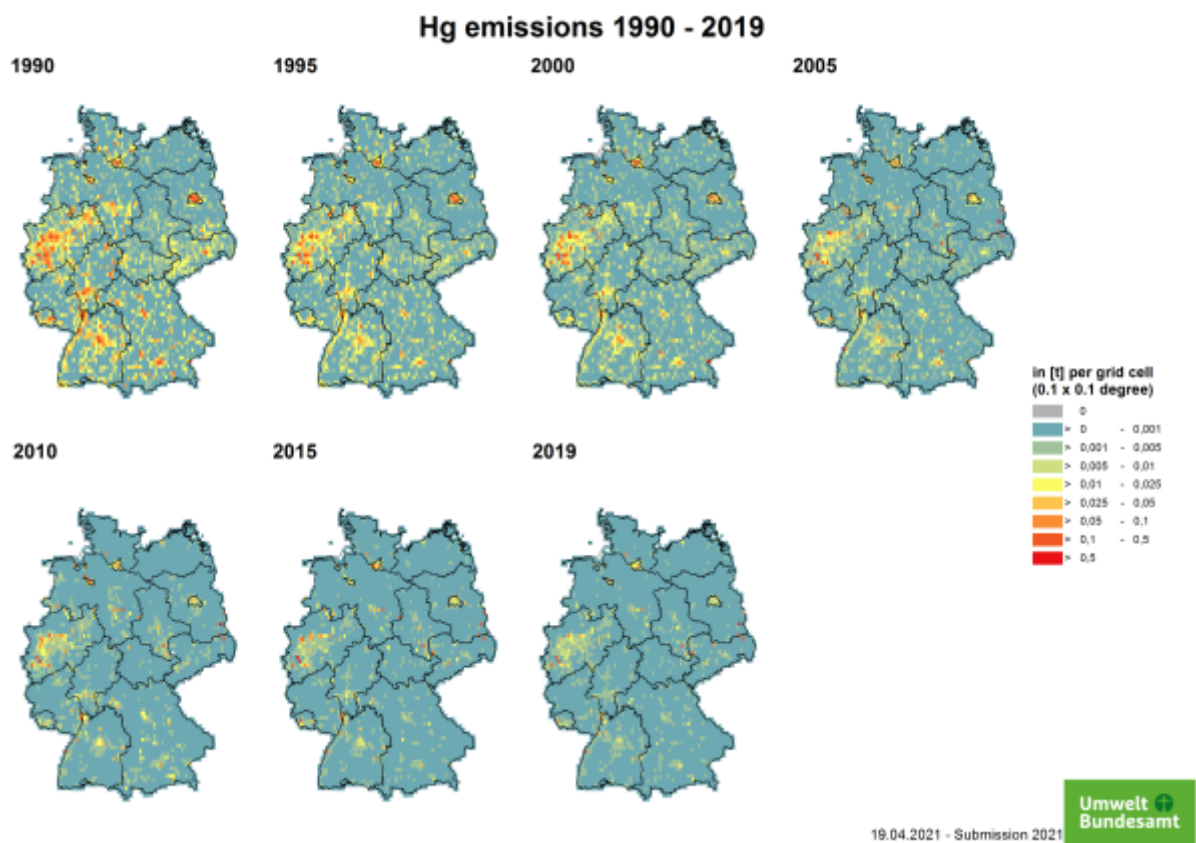 Hg emissions 1990 - 2019
1990
1995
2000
2005
2010
2015
2019
in [t] per grid cell
(0.1 x 0.1 degree)
0
> 0 - 0,001
> 0,001 - 0,005
> 0,005 - 0,01
> 0,01 - 0,025
> 0,025 - 0,05
> 0,05 - 0,1
> 0,1 - 0,5
> 0,5
Umwelt
Bundesamt
19.04.2021 - Submission 2021